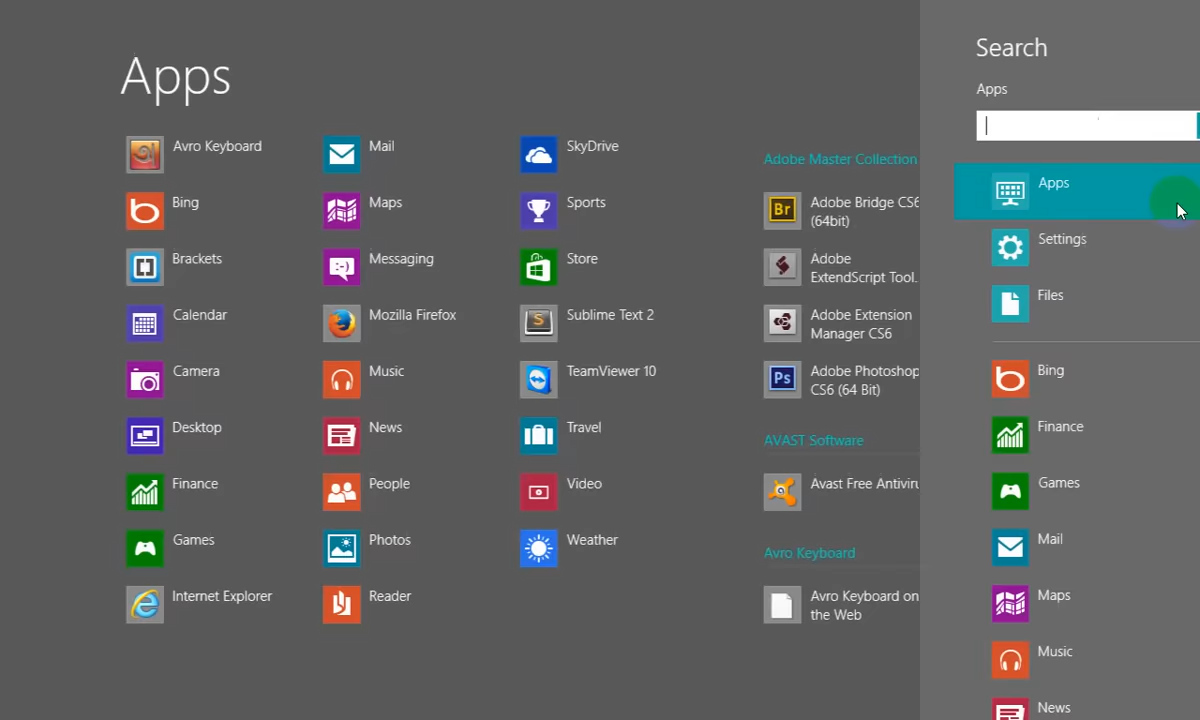 Apps
Avro Keyboard
Bing
Brackets
Calendar
Camera
Desktop
Finance
Games
Internet Explorer
Mail
Maps
Messaging
Mozilla Firefox
Music
News
People
Photos
Reader
SkyDrive
Sports
Store
Sublime Text 2
TeamViewer 10
Travel
Video
Weather
Adobe Master Collection
Br
Adobe Bridge CS6
(64bit)
Adobe
ExtendScript Tool...
Adobe Extension
Manager CS6
Ps
Adobe Photoshop
CS6 (64 Bit)
AVAST Software
Avast Free Antiviru
Avro Keyboard
Avro Keyboard on
the Web
Search
Apps
Apps
Settings
Files
Bing
Finance
Games
Mail
Maps
Music
News